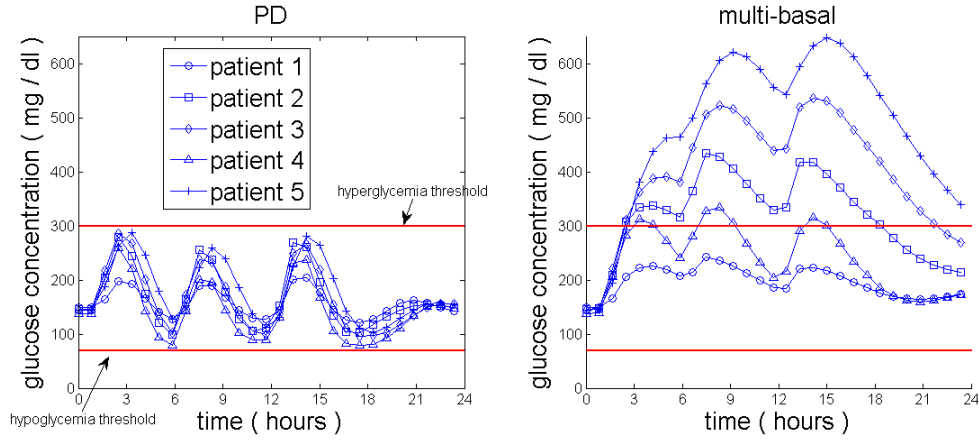 PD
glucose concentration ( mg / dl )
600
500
400
300
200
100
0
patient 1
patient 2
patient 3
patient 4
patient 5
hyperglycemia threshold
hypoglycemia threshold
0 3 6 9 12 15 18 21 24
time ( hours )
multi-basal
glucose concentration ( mg / dl )
600
500
400
300
200
100
0
0 3 6 9 12 15 18 21 24
time ( hours )